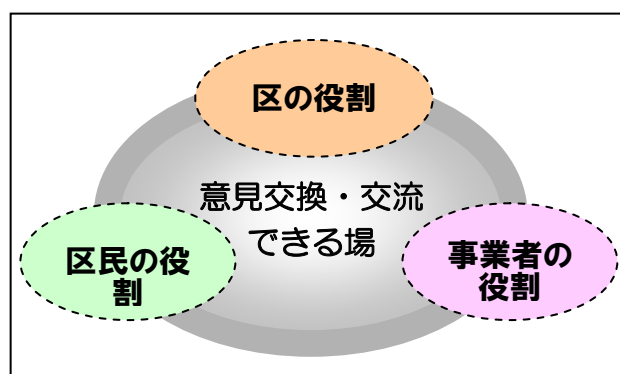 区の役割
意見交換・交流
できる場
区民の役
割
事業者の
役割